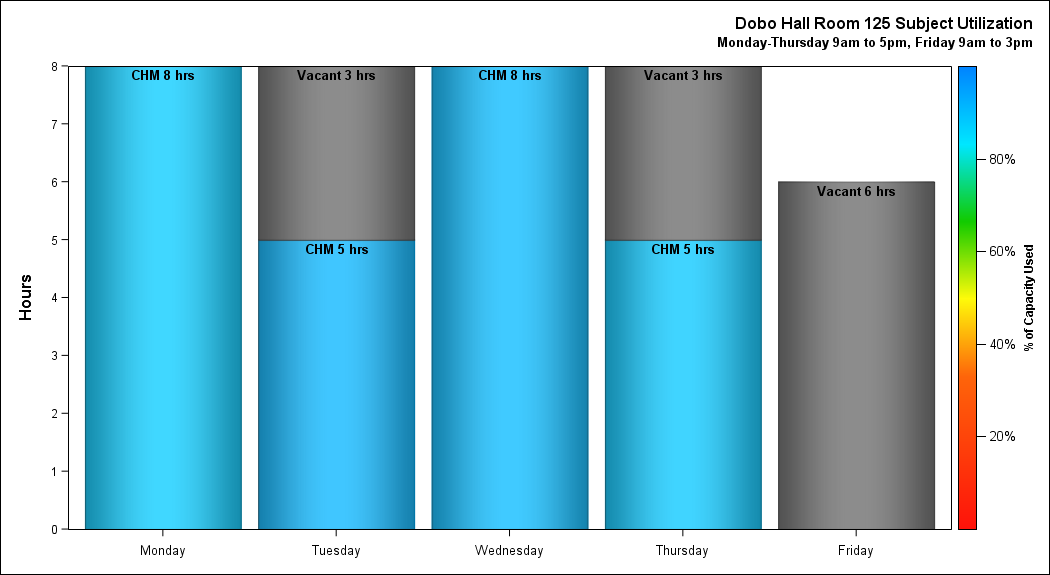 Dobo Hall Room 125 Subject Utilization
Monday-Thursday 9am to 5pm, Friday 9am to 3pm
8
7
6
5
4
3
2
1
0
Hours
CHM 8 hrs
Vacant 3 hrs
CHM 8 hrs
Vacant 3 hrs
Vacant 6 hrs
CHM 5 hrs
CHM 5 hrs
Monday
Tuesday
Wednesday
Thursday
Friday
80%
60%
40%
20%
% of Capacity Used